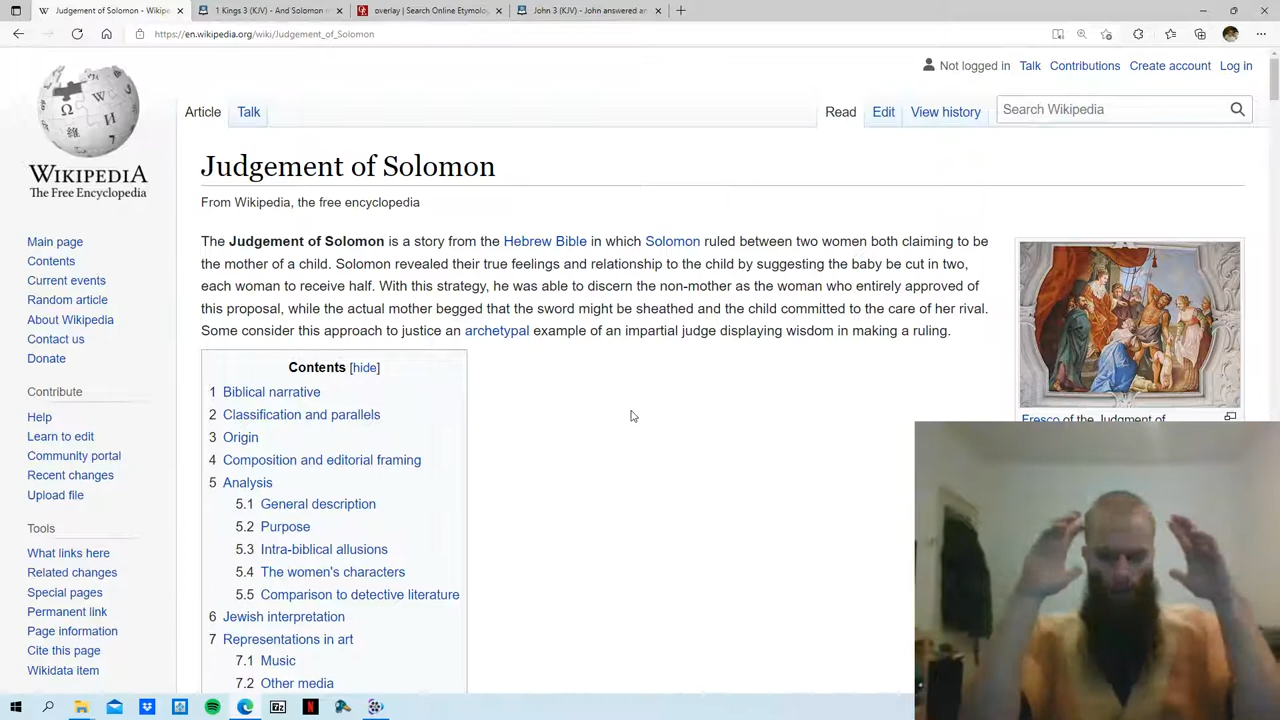 Judgement of Solomon - Wikipe
1 Kings 3 (KJV) - And Solomon m
overlay | Search Online Etymolo
John 3 (KJV) - John answered an
https://en.wikipedia.org/wiki/Judgement_of_Solomon
Not logged in Talk Contributions Create account Log in
Article Talk Read Edit View history Search Wikipedia
WIKIPEDIA
The Free Encyclopedia
Main page
Contents
Current events
Random article
About Wikipedia
Contact us
Donate
Contribute
Help
Learn to edit
Community portal
Recent changes
Upload file
Tools
What links here
Related changes
Special pages
Permanent link
Page information
Cite this page
Wikidata item
Judgement of Solomon
From Wikipedia, the free encyclopedia
The Judgement of Solomon is a story from the Hebrew Bible in which Solomon ruled between two women both claiming to be
the mother of a child. Solomon revealed their true feelings and relationship to the child by suggesting the baby be cut in two,
each woman to receive half. With this strategy, he was able to discern the non-mother as the woman who entirely approved of
this proposal, while the actual mother begged that the sword might be sheathed and the child committed to the care of her rival.
Some consider this approach to justice an archetypal example of an impartial judge displaying wisdom in making a ruling.
Contents [hide]
1 Biblical narrative
2 Classification and parallels
3 Origin
4 Composition and editorial framing
5 Analysis
5.1 General description
5.2 Purpose
5.3 Intra-biblical allusions
5.4 The women's characters
5.5 Comparison to detective literature
6 Jewish interpretation
7 Representations in art
7.1 Music
7.2 Other media
Fresco of the Judgment of